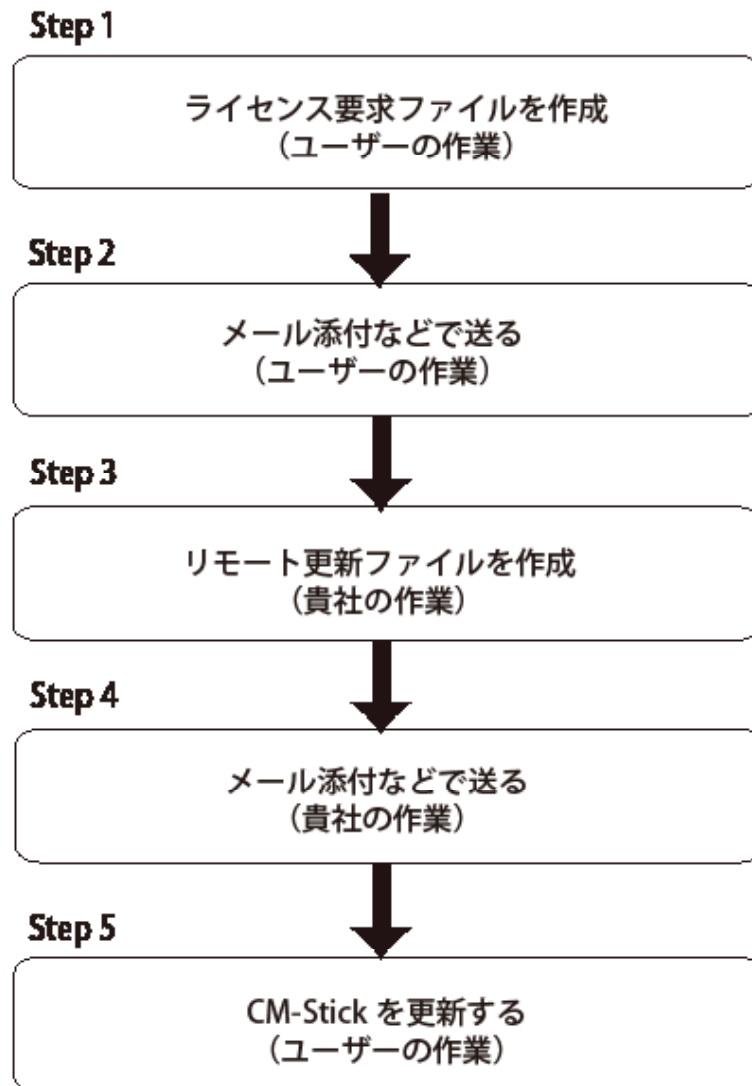 Step 1
ライセンス要求ファイルを作成
（ユーザーの作業）
Step 2
メール添付などで送る
（ユーザーの作業）
Step 3
リモート更新ファイルを作成
（貴社の作業）
Step 4
メール添付などで送る
（貴社の作業）
Step 5
CM-Stick を更新する
（ユーザーの作業）